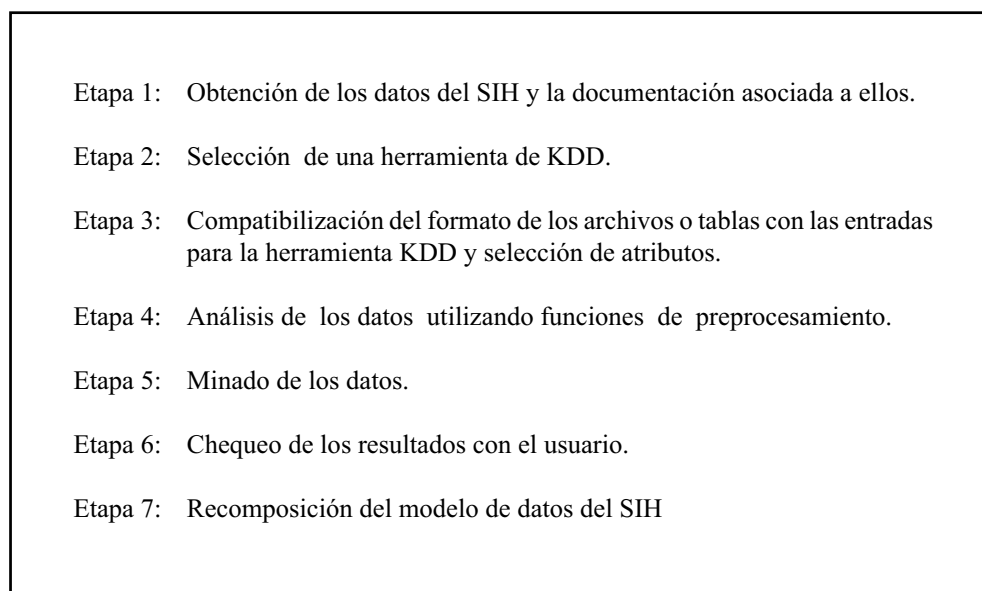 Etapa 1: Obtención de los datos del SIH y la documentación asociada a ellos.
Etapa 2: Selección de una herramienta de KDD.
Etapa 3: Compatibilización del formato de los archivos o tablas con las entradas
para la herramienta KDD y selección de atributos.
Etapa 4: Análisis de los datos utilizando funciones de preprocesamiento.
Etapa 5: Minado de los datos.
Etapa 6: Chequeo de los resultados con el usuario.
Etapa 7: Recomposición del modelo de datos del SIH